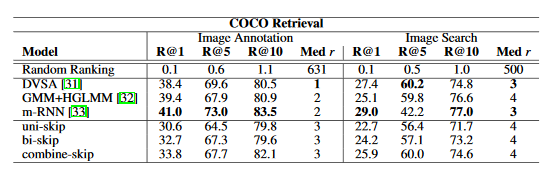 COCO Retrieval
Image Annotation Image Search
Model R@1 R@5 R@10 Med r R@1 R@5 R@10 Med r
Random Ranking 0.1 0.6 1.1 631 0.1 0.5 1.0 500
DVSA [31] 38.4 69.6 80.5 1 27.4 60.2 74.8 3
GMM+HGLMM [32] 39.4 67.9 80.9 2 25.1 59.8 76.6 4
m-RNN [33] 41.0 73.0 83.5 2 29.0 42.2 77.0 3
uni-skip 30.6 64.5 79.8 3 22.7 56.4 71.7 4
bi-skip 32.7 67.3 79.6 3 24.2 57.1 73.2 4
combine-skip 33.8 67.7 82.1 3 25.9 60.0 74.6 4